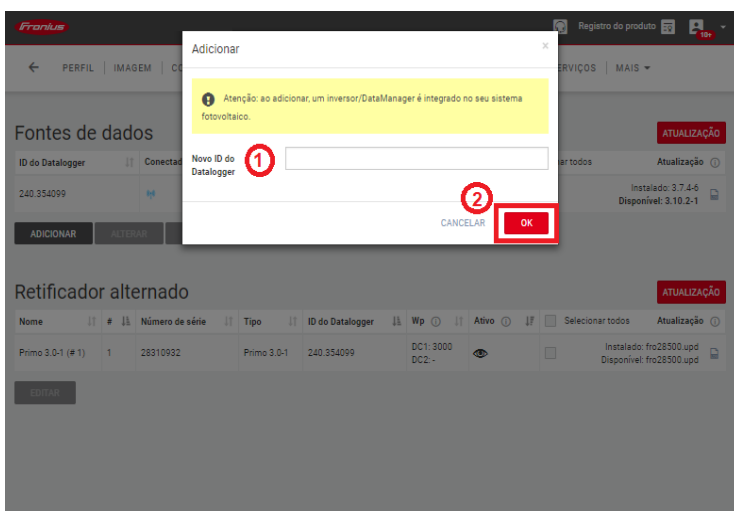 Fronius
Registro do produto
10+
PERFIL | IMAGEM | CO
ERVIÇOS | MAIS
Adicionar
×
Atenção: ao adicionar, um inversor/DataManager é integrado no seu sistema
fotovoltaico.
Novo ID do
Datalogger
1
2
CANCELAR OK
Fontes de dados
ATUALIZAÇÃO
ID do Datalogger Conectad ar todos Atualização
240.354099 Instalado: 3.7.4-6
Disponível: 3.10.2-1
ADICIONAR ALTERAR
Retificador alternado
ATUALIZAÇÃO
Nome # Número de série Tipo ID do Datalogger Wp Ativo Selecionar todos Atualização
Primo 3.0-1 (# 1) 1 28310932 Primo 3.0-1 240.354099 DC1: 3000 Instalado: fro28500.upd
DC2: - Disponível: fro28500.upd
EDITAR